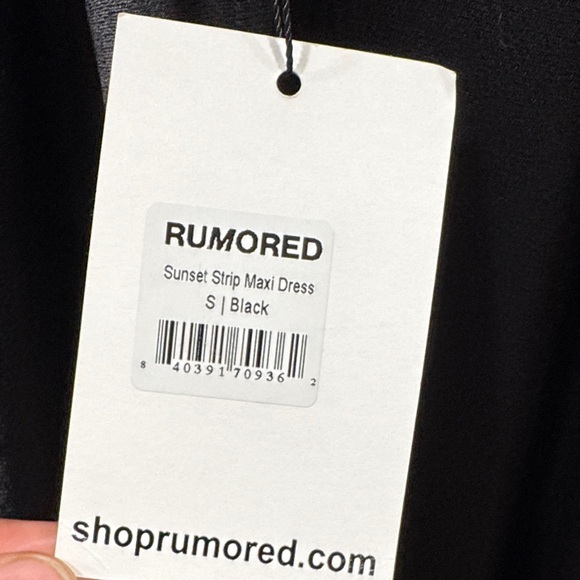 RUMORED
Sunset Strip Maxi Dress
S | Black
8 40391 70936 2
shoprumored.com